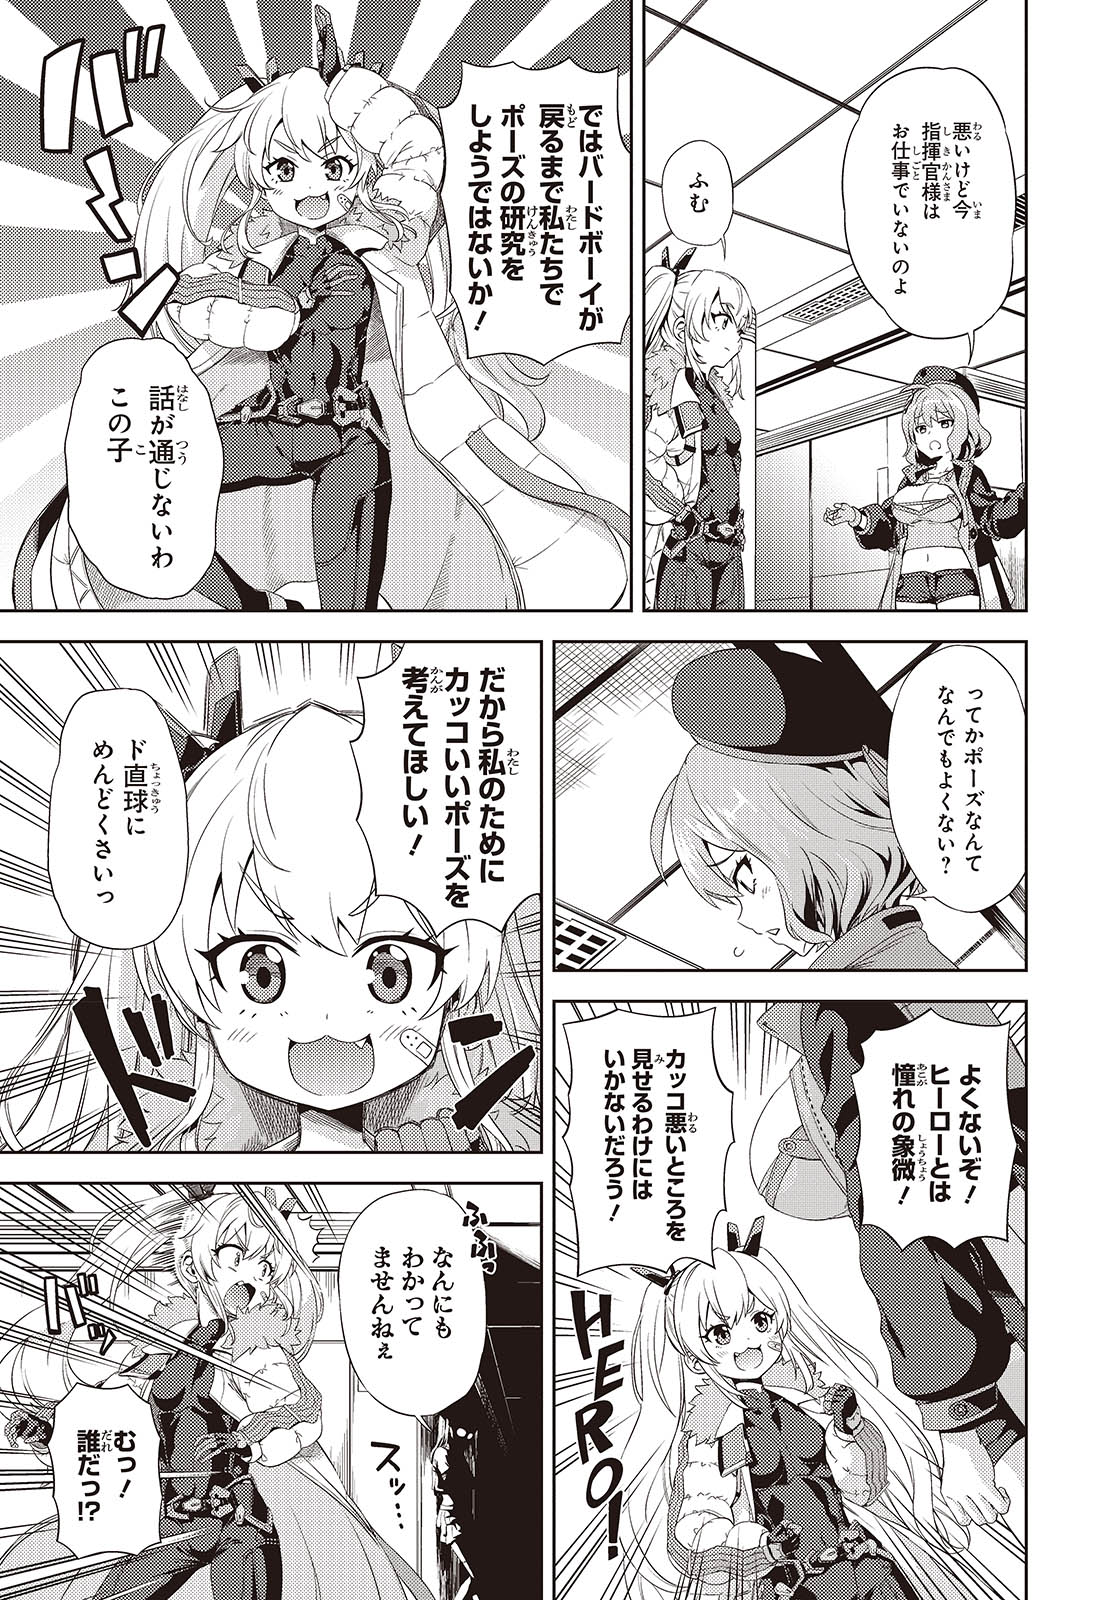 悪いけど今
指揮官様は
お仕事でいないのよ
ふむ
ではバードボーイが
戻るまで私たちで
ポーズの研究を
しようではないか！
バァァン
話が通じないわ
この子
ってかポーズなんて
なんでもよくない？
よくないぞ！
ヒーローとは
憧れの象徴！
カッコ悪いところを
見せるわけには
いかないだろう！
HERO！
だから私のために
カッコいいポーズを
考えてほしい！
ドン
ド直球に
めんどくさいっ
ふふふっ
なんにも
わかって
ませんねぇ
スッ…
むっ！
誰だっ!?